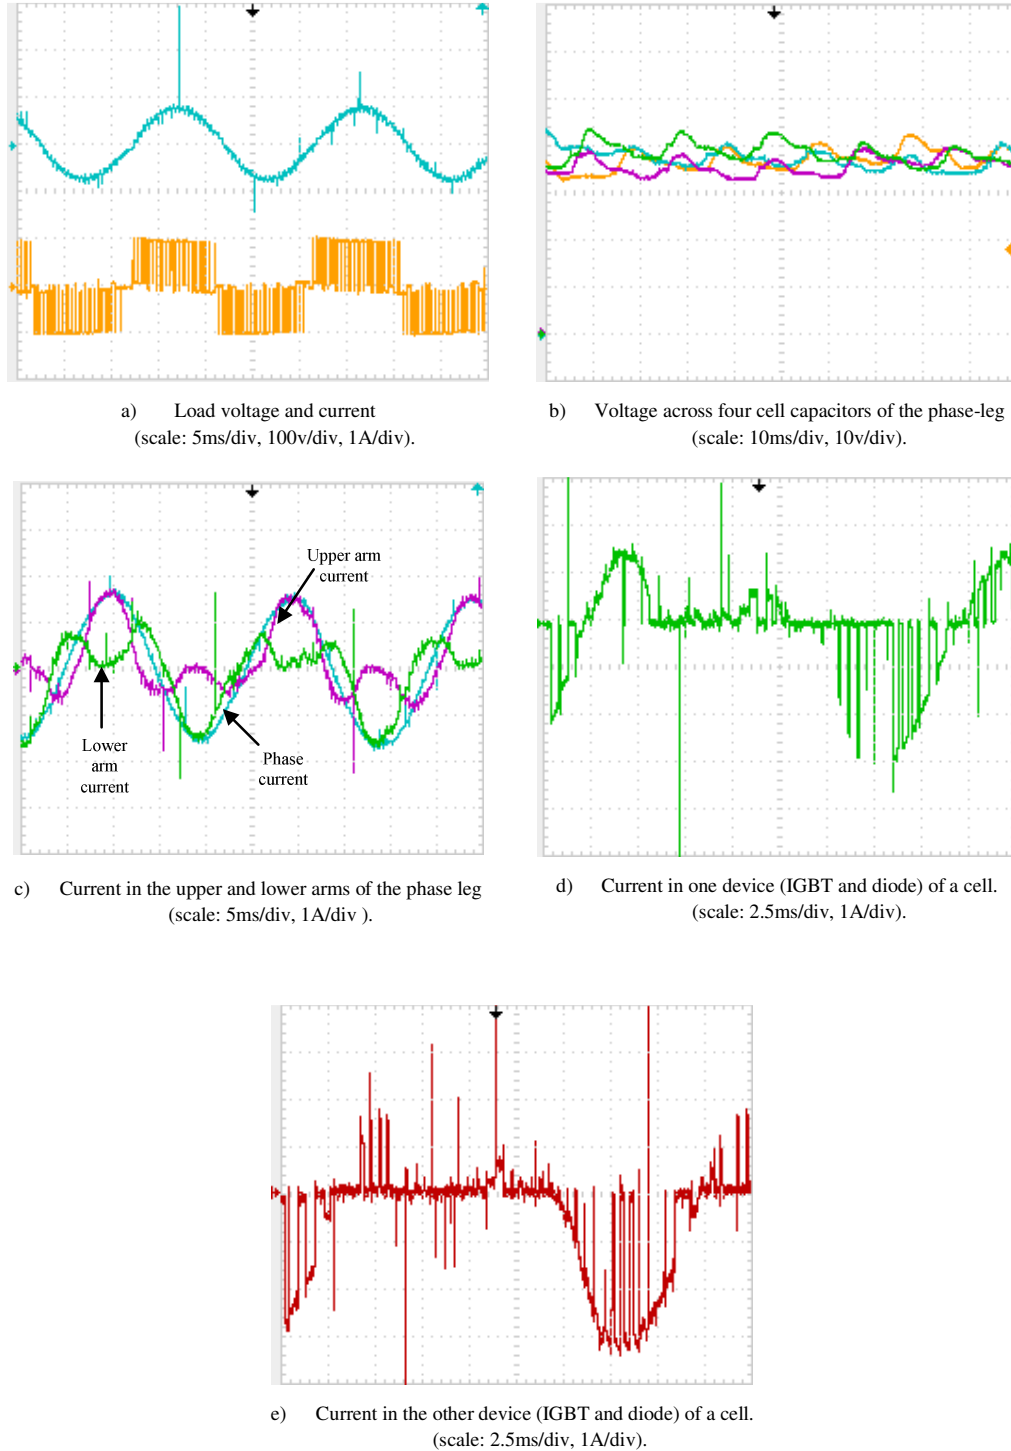 a) Load voltage and current
(scale: 5ms/div, 100v/div, 1A/div).
b) Voltage across four cell capacitors of the phase-leg
(scale: 10ms/div, 10v/div).
Upper arm
current
Lower
arm
current
Phase
current
c) Current in the upper and lower arms of the phase leg
(scale: 5ms/div, 1A/div ).
d) Current in one device (IGBT and diode) of a cell.
(scale: 2.5ms/div, 1A/div).
e) Current in the other device (IGBT and diode) of a cell.
(scale: 2.5ms/div, 1A/div).